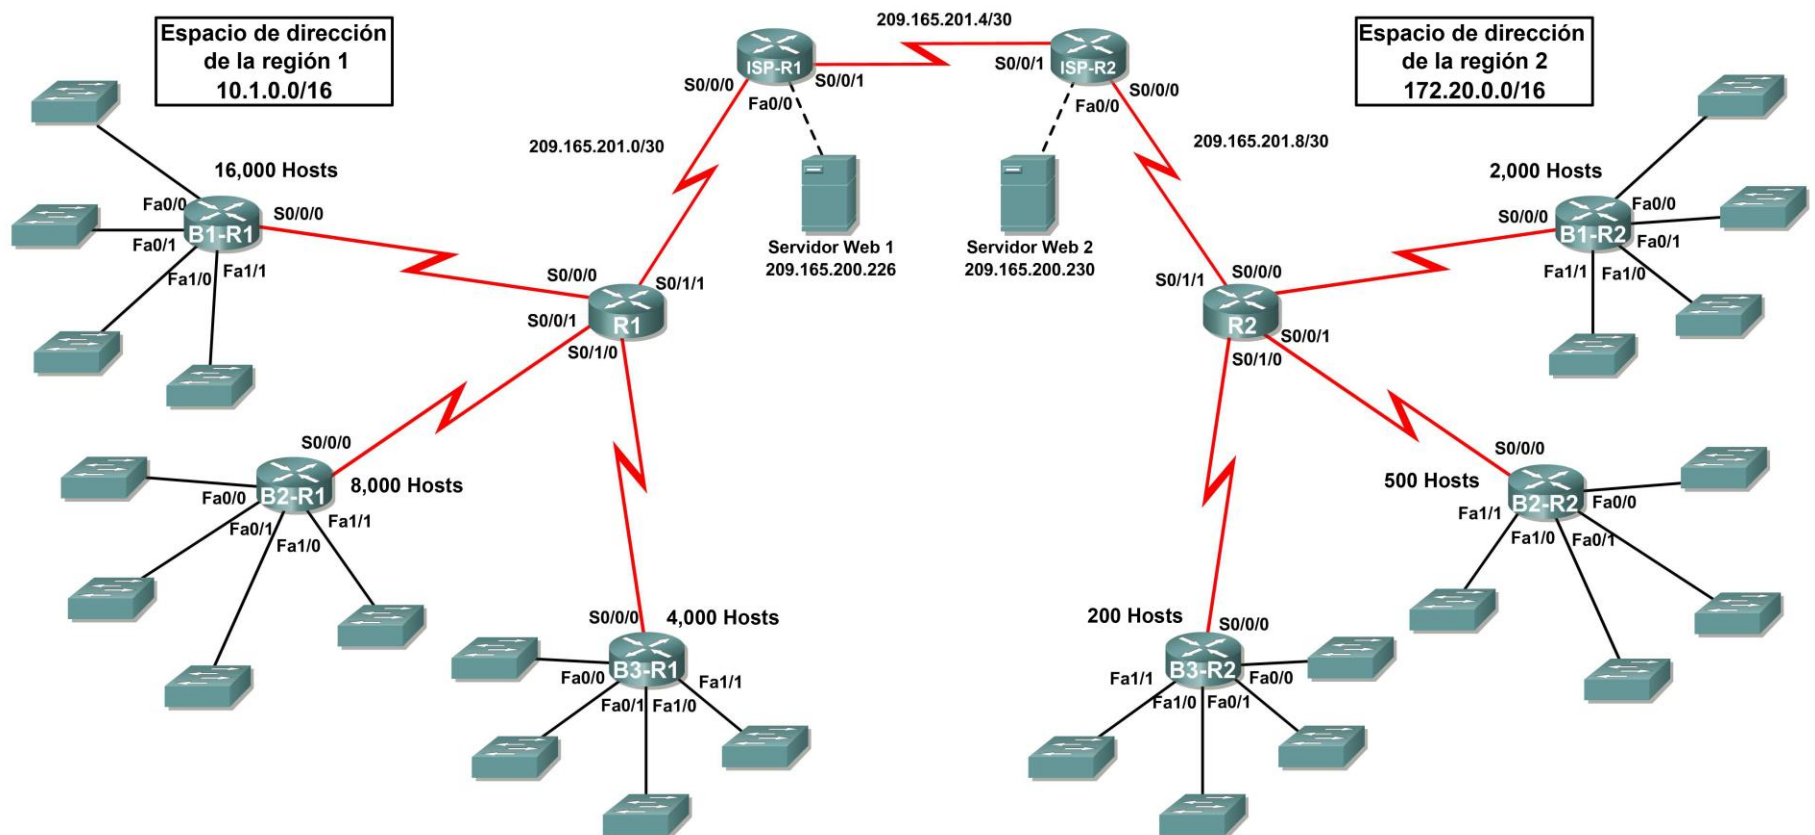 Espacio de dirección
de la región 1
10.1.0.0/16
209.165.201.4/30
ISP-R1
S0/0/1
S0/0/0
Fa0/0
S0/0/1
ISP-R2
S0/0/0
Fa0/0
Espacio de dirección
de la región 2
172.20.0.0/16
209.165.201.0/30
209.165.201.8/30
Servidor Web 1
209.165.200.226
Servidor Web 2
209.165.200.230
16,000 Hosts
Fa0/0
S0/0/0
B1-R1
Fa0/1
Fa1/0
Fa1/1
S0/0/0
S0/1/1
S0/0/1
R1
S0/1/0
2,000 Hosts
S0/0/0
Fa0/0
B1-R2
Fa0/1
Fa1/1
Fa1/0
S0/1/1
S0/0/0
R2
S0/0/1
S0/1/0
S0/0/0
8,000 Hosts
B2-R1
Fa0/0
Fa0/1
Fa1/0
Fa1/1
S0/0/0
4,000 Hosts
B3-R1
Fa0/0
Fa0/1
Fa1/0
Fa1/1
200 Hosts
S0/0/0
B3-R2
Fa1/1
Fa0/0
Fa1/0
Fa0/1
500 Hosts
S0/0/0
B2-R2
Fa0/0
Fa1/1
Fa1/0
Fa0/1